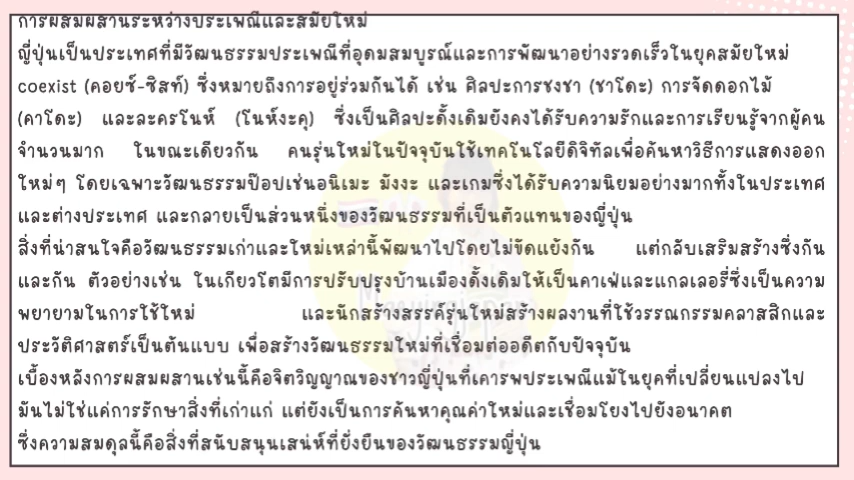 การผสมผสานระหว่างประเพณีและสมัยใหม่
ญี่ปุ่นเป็นประเทศที่มีวัฒนธรรมประเพณีที่อุดมสมบูรณ์และการพัฒนาอย่างรวดเร็วในยุคสมัยใหม่
coexist (คอยซ์-ซิสท์) ซึ่งหมายถึงการอยู่ร่วมกันได้ เช่น ศิลปะการชงชา (ชาโดะ) การจัดดอกไม้
(คาโดะ) และละครโนห์ (โนห์งะคุ) ซึ่งเป็นศิลปะดั้งเดิมยังคงได้รับความรักและการเรียนรู้จากผู้คน
จำนวนมาก ในขณะเดียวกัน คนรุ่นใหม่ในปัจจุบันใช้เทคโนโลยีดิจิทัลเพื่อค้นหาวิธีการแสดงออก
ใหม่ๆ โดยเฉพาะวัฒนธรรมป๊อปเช่นอนิเมะ มังงะ และเกมซึ่งได้รับความนิยมอย่างมากทั้งในประเทศ
และต่างประเทศ และกลายเป็นส่วนหนึ่งของวัฒนธรรมที่เป็นตัวแทนของญี่ปุ่น
สิ่งที่น่าสนใจคือวัฒนธรรมเก่าและใหม่เหล่านี้พัฒนาไปโดยไม่ขัดแย้งกัน แต่กลับเสริมสร้างซึ่งกัน
และกัน ตัวอย่างเช่น ในเกียวโตมีการปรับปรุงบ้านเมืองดั้งเดิมให้เป็นคาเฟ่และแกลเลอรี่ซึ่งเป็นความ
พยายามในการใช้ใหม่ และนักสร้างสรรค์รุ่นใหม่สร้างผลงานที่ใช้วรรณกรรมคลาสสิกและ
ประวัติศาสตร์เป็นต้นแบบ เพื่อสร้างวัฒนธรรมใหม่ที่เชื่อมต่ออดีตกับปัจจุบัน
เบื้องหลังการผสมผสานเช่นนี้คือจิตวิญญาณของชาวญี่ปุ่นที่เคารพประเพณีแม้ในยุคที่เปลี่ยนแปลงไป
มันไม่ใช่แค่การรักษาสิ่งที่เก่าแก่ แต่ยังเป็นการค้นหาคุณค่าใหม่และเชื่อมโยงไปยังอนาคต
ซึ่งความสมดุลนี้คือสิ่งที่สนับสนุนเสน่ห์ที่ยั่งยืนของวัฒนธรรมญี่ปุ่น